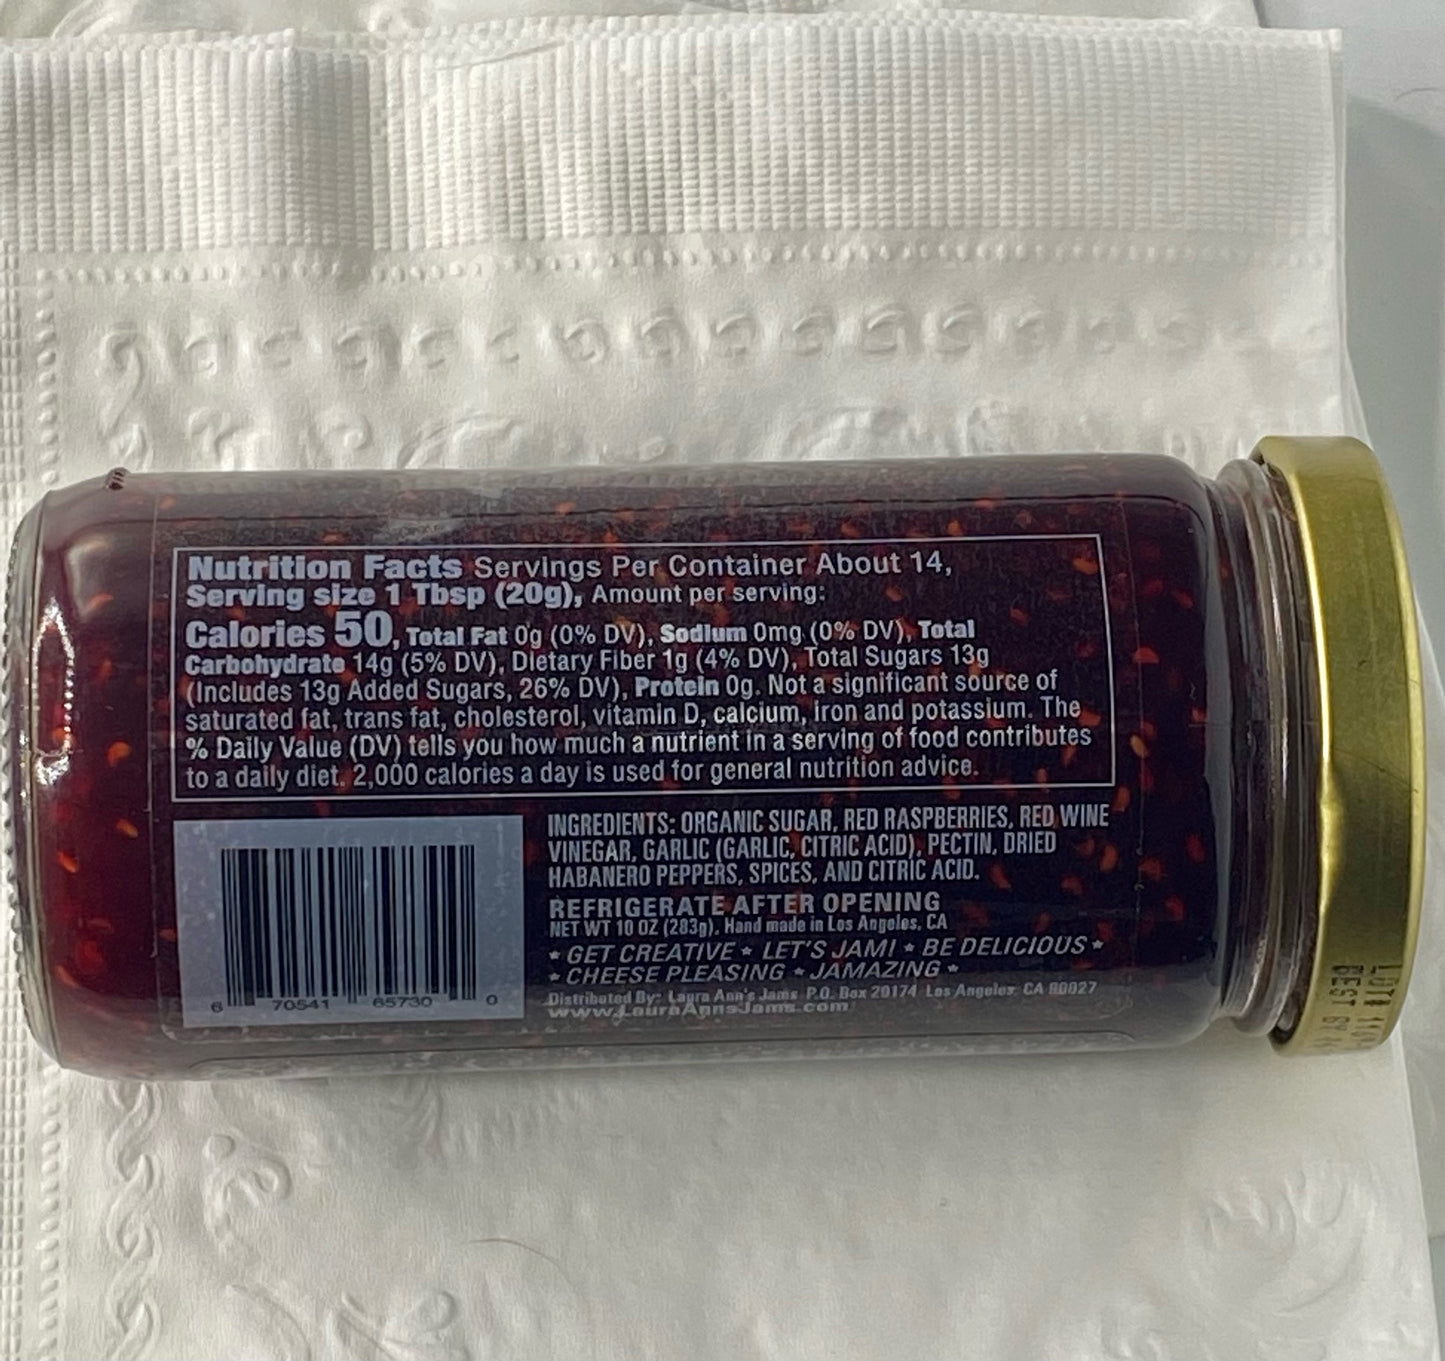 Nutrition Facts Servings Per Container About 14,
Serving size 1 Tbsp (20g), Amount per serving:
Calories 50, Total Fat 0g (0% DV), Sodium 0mg (0% DV), Total
Carbohydrate 14g (5% DV), Dietary Fiber 1g (4% DV), Total Sugars 13g
(Includes 13g Added Sugars, 26% DV), Protein 0g. Not a significant source of
saturated fat, trans fat, cholesterol, vitamin D, calcium, iron and potassium. The
% Daily Value (DV) tells you how much a nutrient in a serving of food contributes
to a daily diet. 2,000 calories a day is used for general nutrition advice.
INGREDIENTS: ORGANIC SUGAR, RED RASPBERRIES, RED WINE
VINEGAR, GARLIC (GARLIC, CITRIC ACID), PECTIN, DRIED
HABANERO PEPPERS, SPICES, AND CITRIC ACID.
REFRIGERATE AFTER OPENING
NET WT 10 OZ (283g). Hand made in Los Angeles, CA
* GET CREATIVE * LET'S JAM! * BE DELICIOUS *
* CHEESE PLEASING * JAMAZING *
Distributed By: Laura Ann's Jams P.O. Box 29174 Los Angeles CA 90027
www.LauraAnnsJams.com
6 70541 65730 0
BEST BY